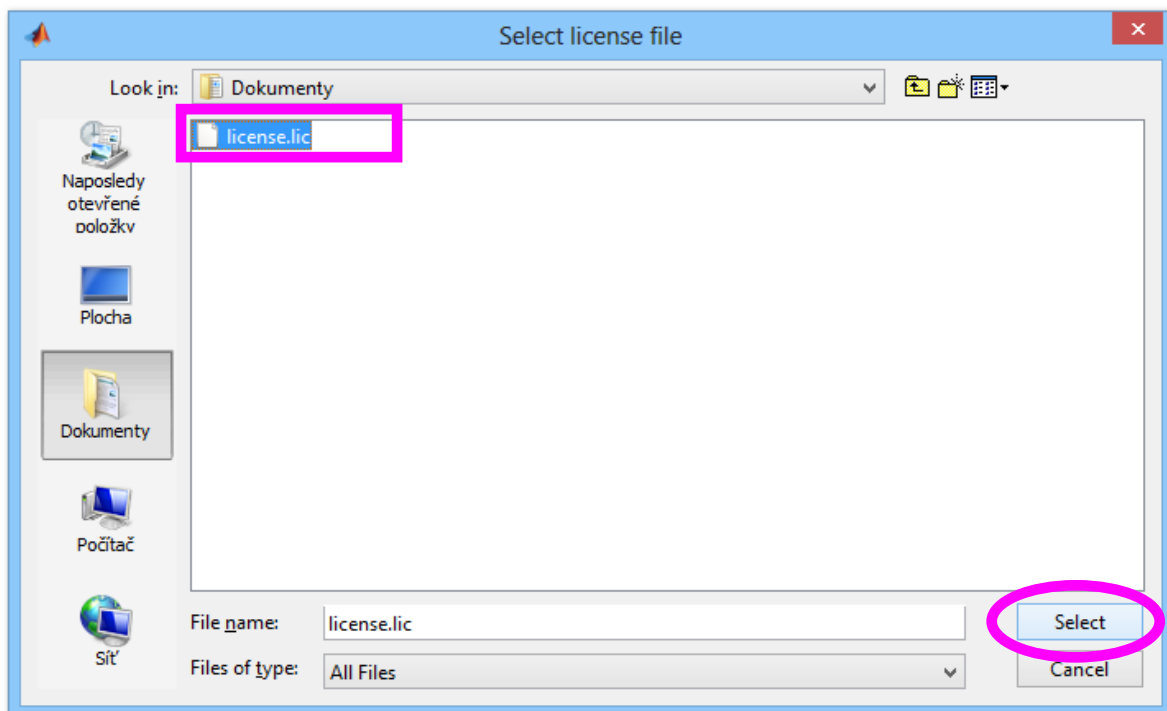 Select license file
Look in:
Dokumenty
license.lic
Naposledy
otevřené
položky
Plocha
Dokumenty
Počítač
Síť
File name:
license.lic
Select
Files of type:
All Files
Cancel